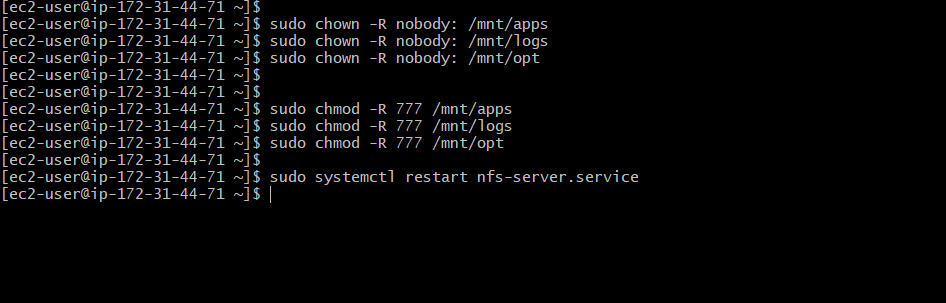 [ec2-user@ip-172-31-44-71 ~]$
[ec2-user@ip-172-31-44-71 ~]$ sudo chown -R nobody: /mnt/apps
[ec2-user@ip-172-31-44-71 ~]$ sudo chown -R nobody: /mnt/logs
[ec2-user@ip-172-31-44-71 ~]$ sudo chown -R nobody: /mnt/opt
[ec2-user@ip-172-31-44-71 ~]$
[ec2-user@ip-172-31-44-71 ~]$
[ec2-user@ip-172-31-44-71 ~]$ sudo chmod -R 777 /mnt/apps
[ec2-user@ip-172-31-44-71 ~]$ sudo chmod -R 777 /mnt/logs
[ec2-user@ip-172-31-44-71 ~]$ sudo chmod -R 777 /mnt/opt
[ec2-user@ip-172-31-44-71 ~]$
[ec2-user@ip-172-31-44-71 ~]$ sudo systemctl restart nfs-server.service
[ec2-user@ip-172-31-44-71 ~]$